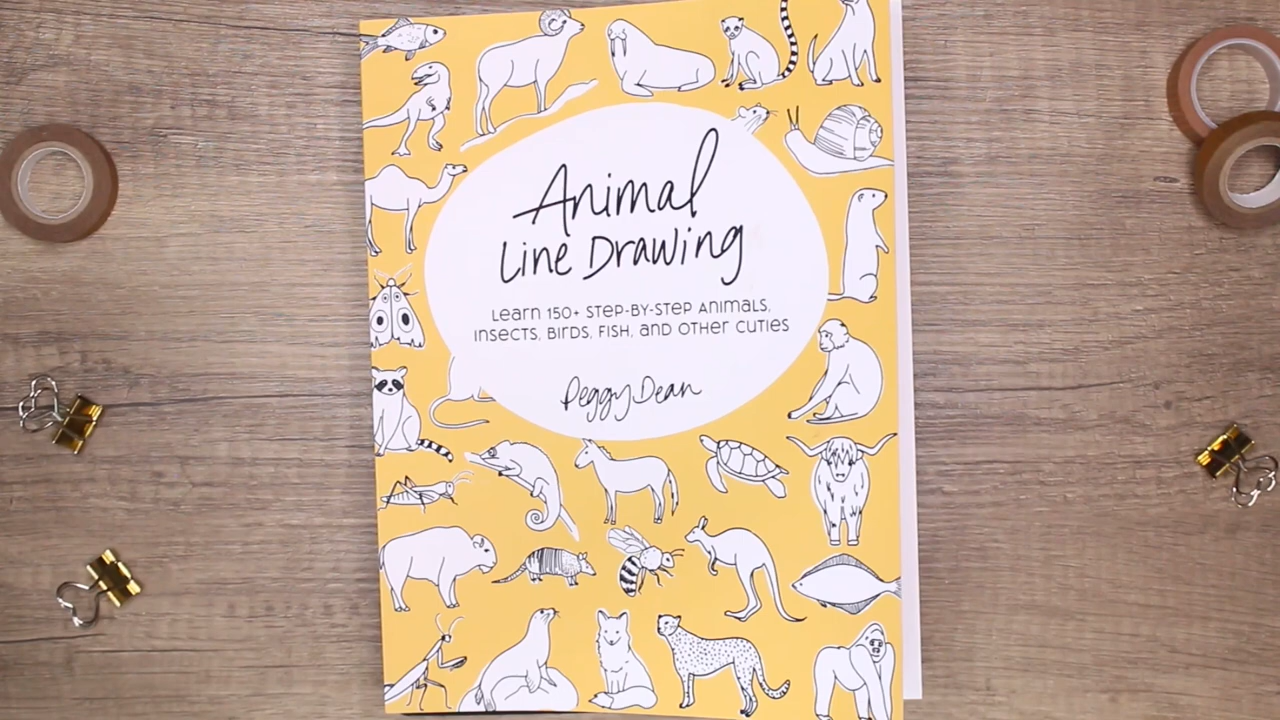 Animal
Line Drawing
Learn 150+ Step-by-Step Animals,
Insects, Birds, Fish, and Other Cuties
Peggy Dean